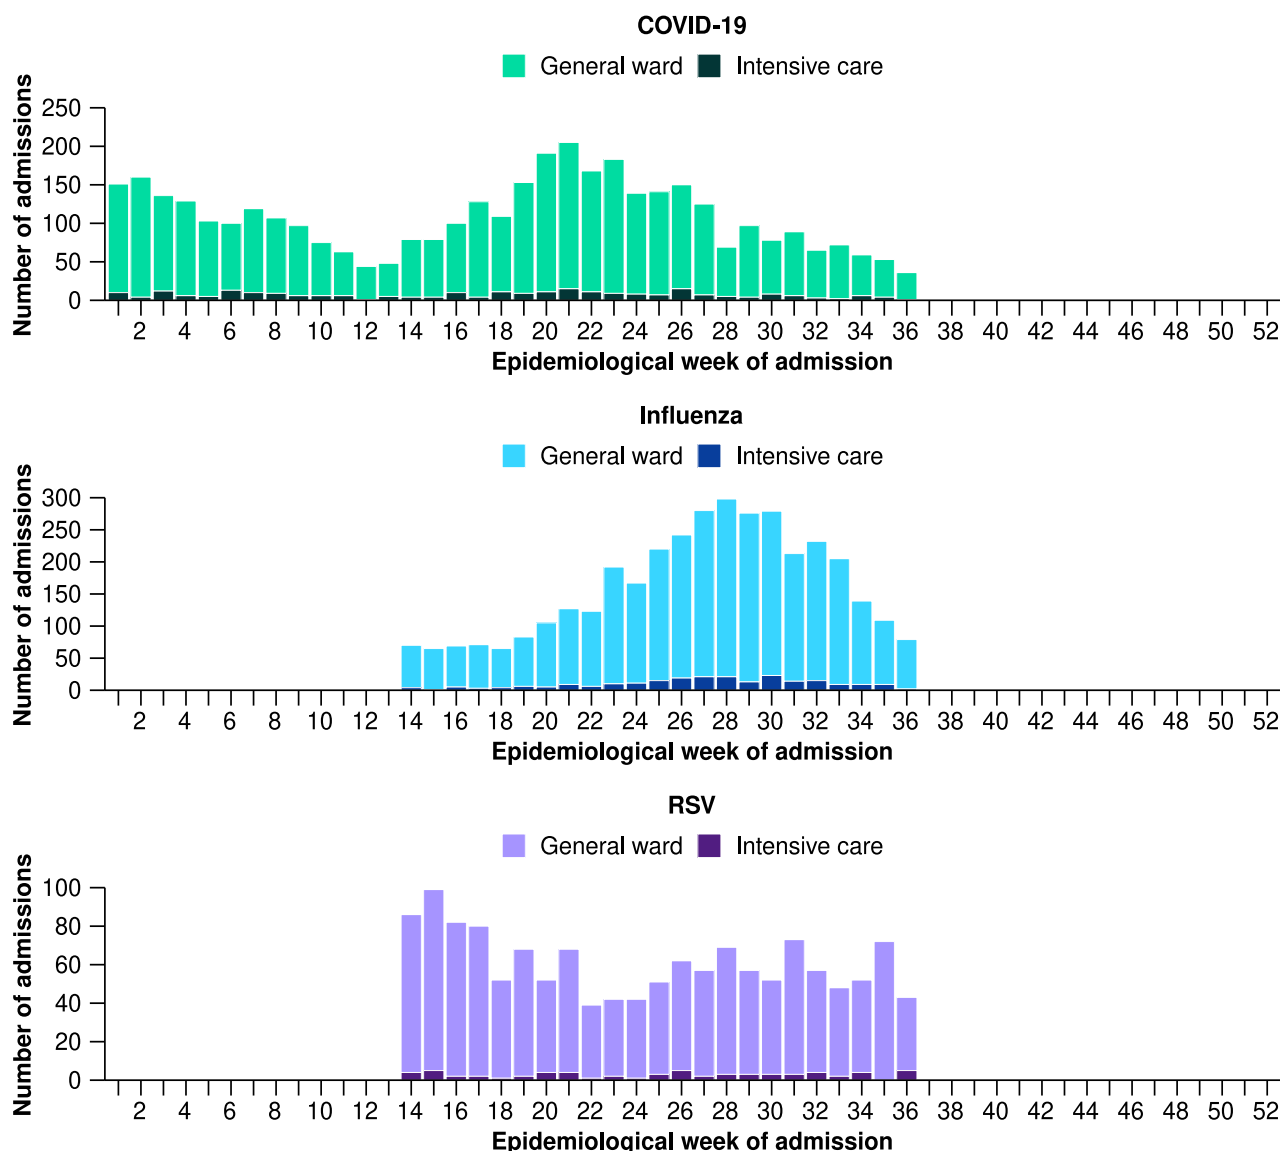 COVID-19
General ward Intensive care
Number of admissions
250
200
150
100
50
0
2 4 6 8 10 12 14 16 18 20 22 24 26 28 30 32 34 36 38 40 42 44 46 48 50 52
Epidemiological week of admission
Influenza
General ward Intensive care
Number of admissions
300
250
200
150
100
50
0
2 4 6 8 10 12 14 16 18 20 22 24 26 28 30 32 34 36 38 40 42 44 46 48 50 52
Epidemiological week of admission
RSV
General ward Intensive care
Number of admissions
100
80
60
40
20
0
2 4 6 8 10 12 14 16 18 20 22 24 26 28 30 32 34 36 38 40 42 44 46 48 50 52
Epidemiological week of admission